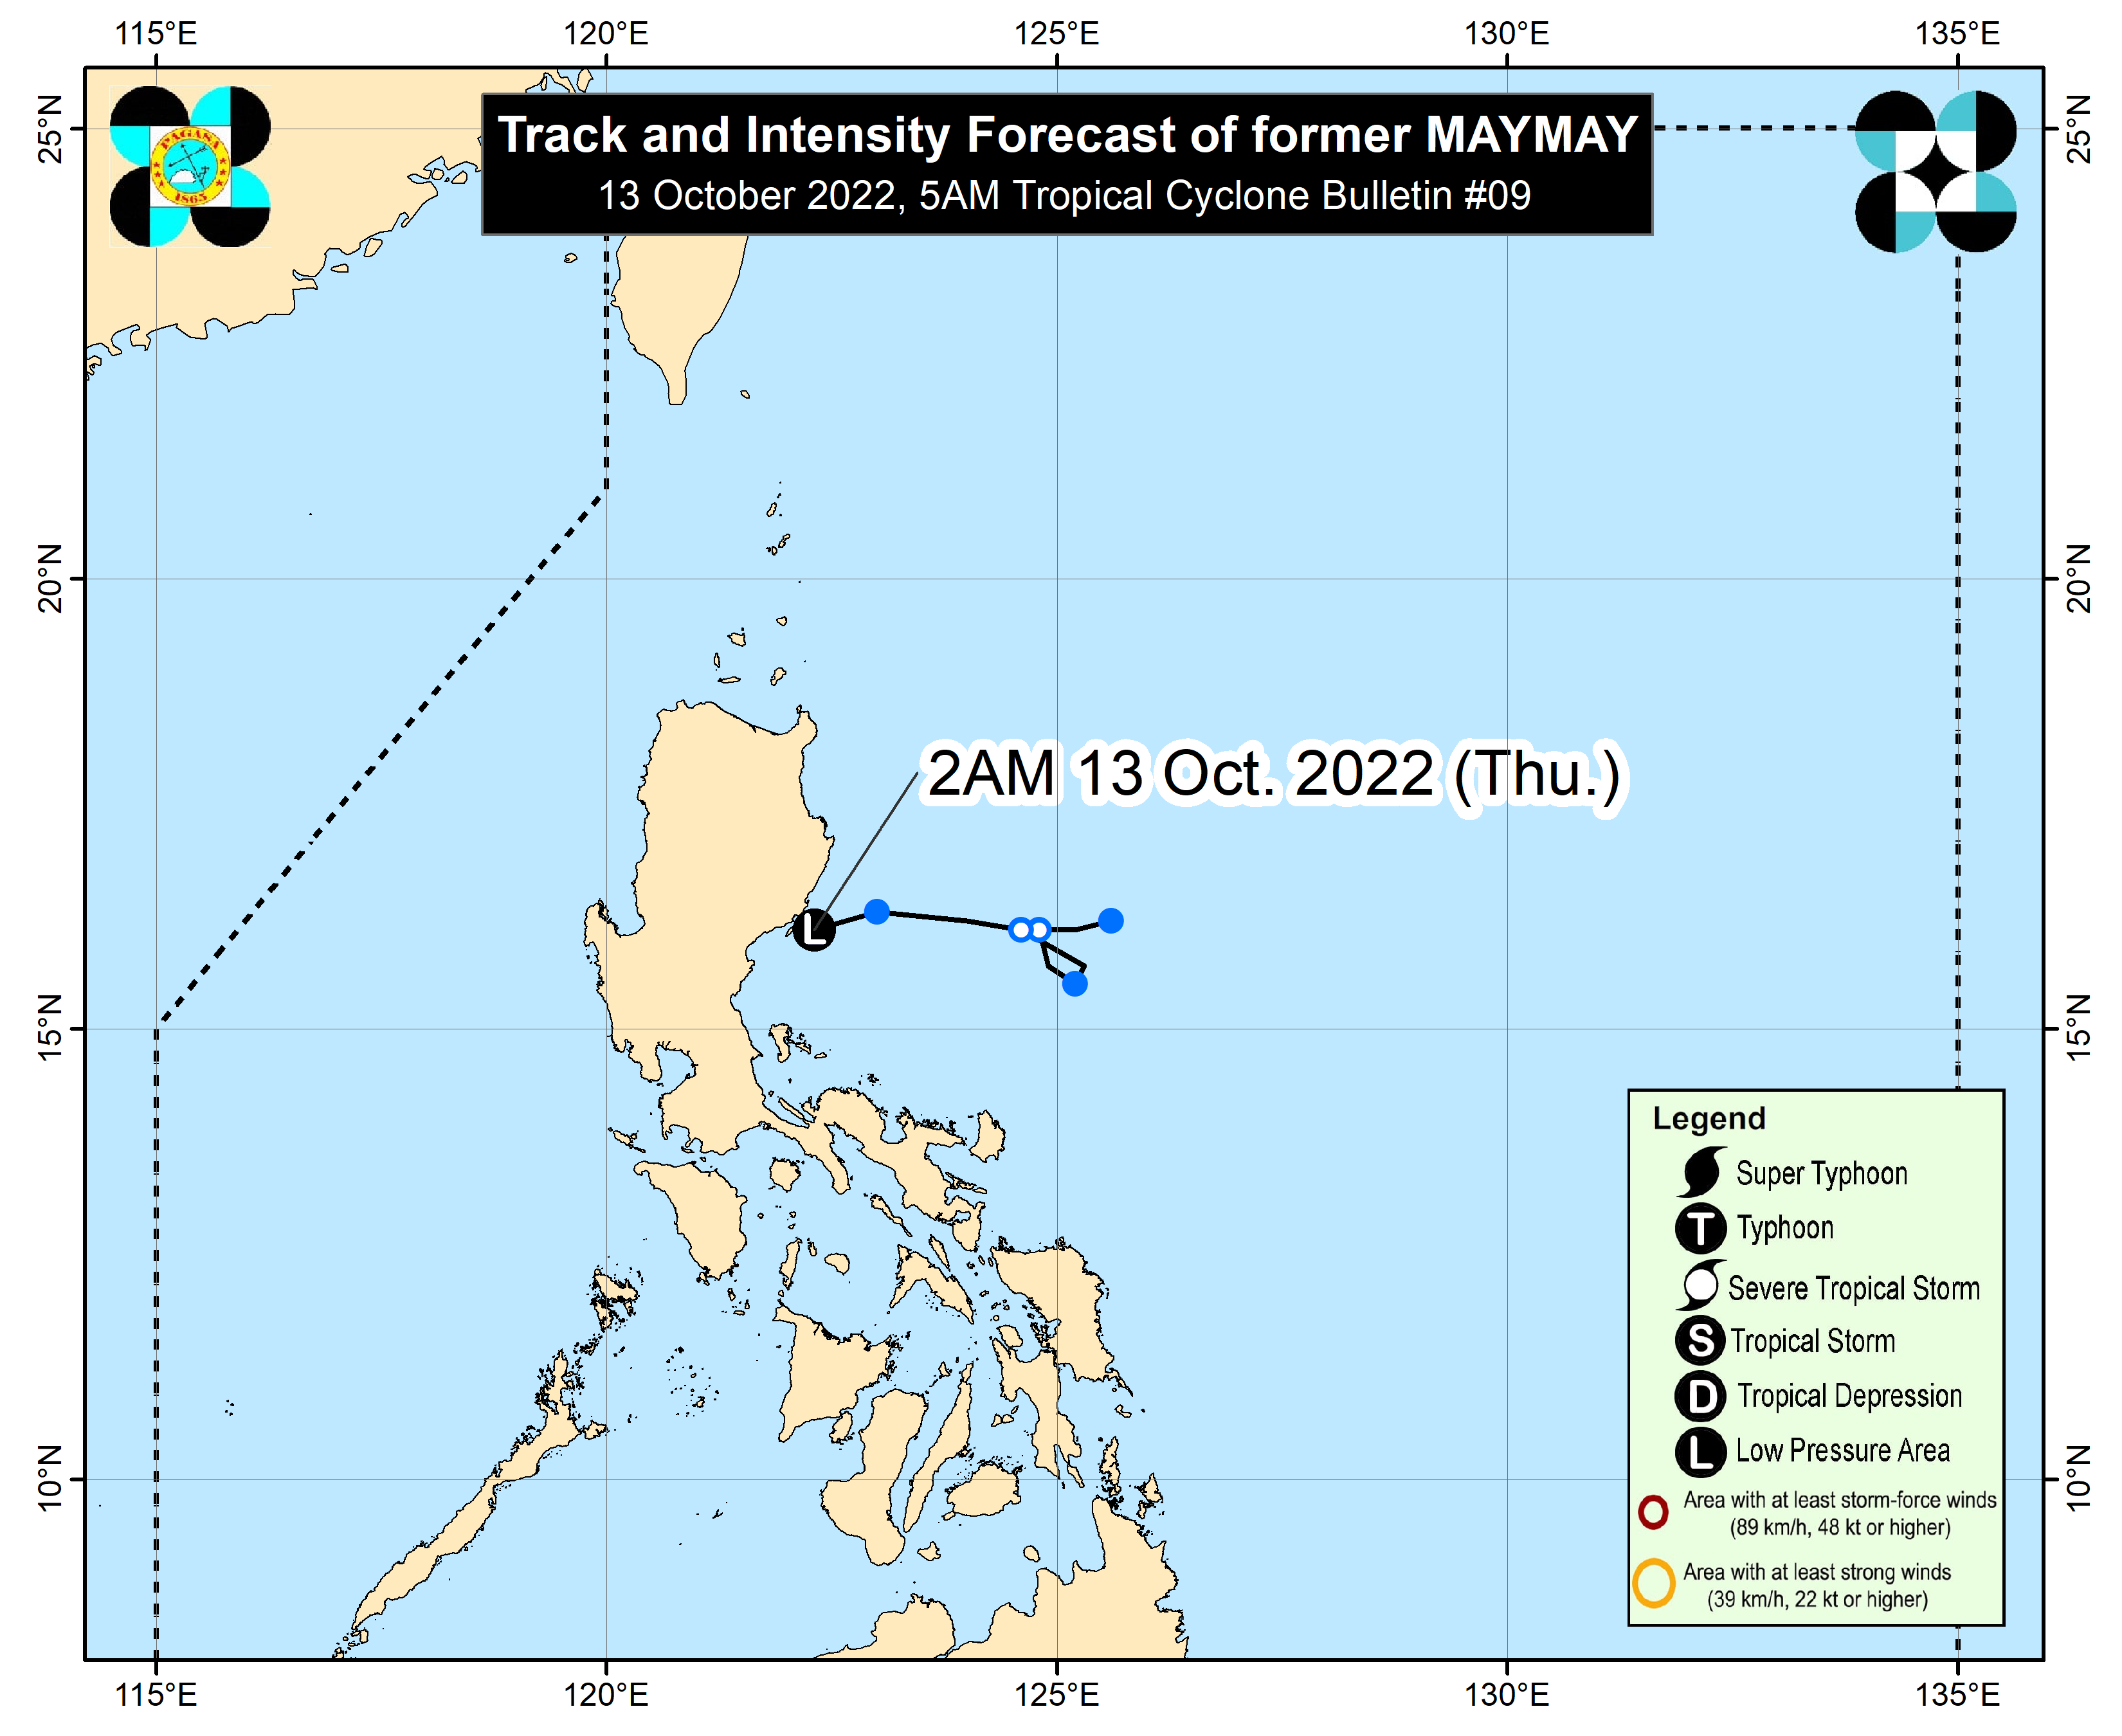 115°E 120°E 125°E 130°E 135°E
25°N 25°N
PAGASA
1865
Track and Intensity Forecast of former MAYMAY
13 October 2022, 5AM Tropical Cyclone Bulletin #09
20°N 20°N
2AM 13 Oct. 2022 (Thu.)
L
15°N 15°N
Legend
Super Typhoon
T Typhoon
Severe Tropical Storm
S Tropical Storm
D Tropical Depression
L Low Pressure Area
10°N 10°N
Area with at least storm-force winds
(89 km/h, 48 kt or higher)
Area with at least strong winds
(39 km/h, 22 kt or higher)
115°E 120°E 125°E 130°E 135°E